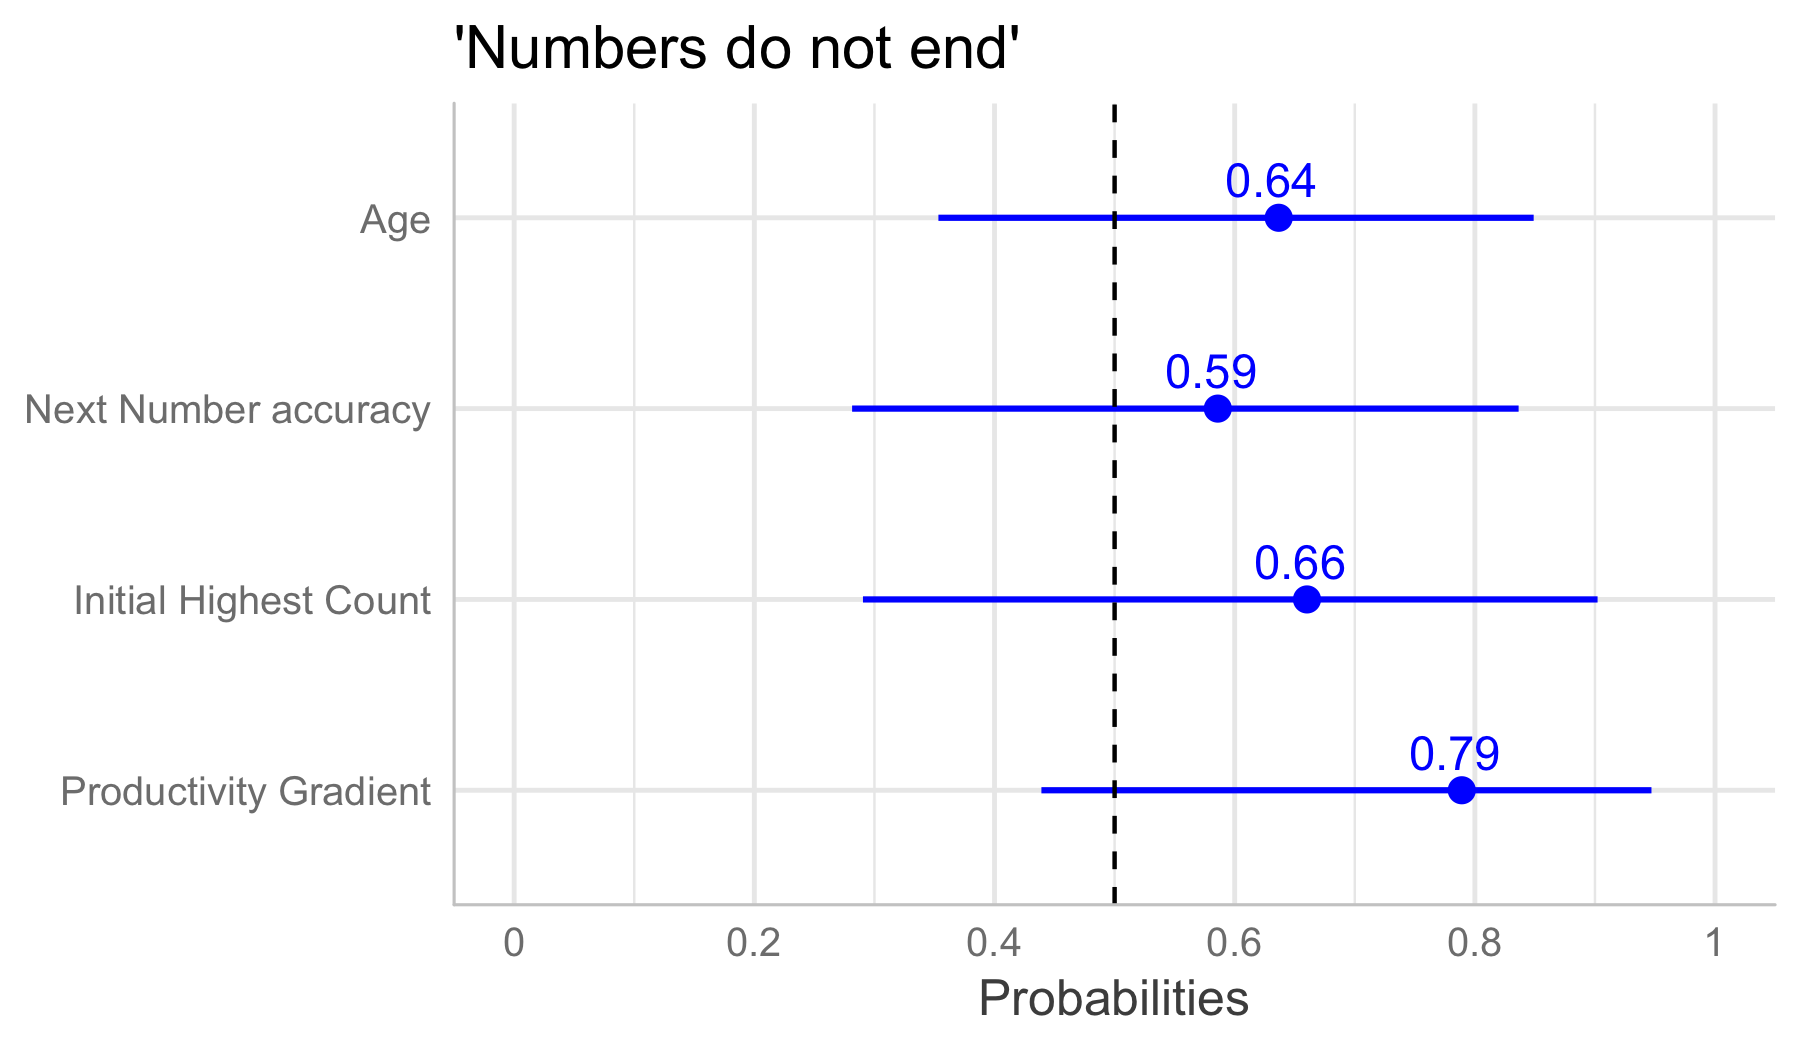 'Numbers do not end'
Age
0.64
Next Number accuracy
0.59
Initial Highest Count
0.66
Productivity Gradient
0.79
0 0.2 0.4 0.6 0.8 1
Probabilities